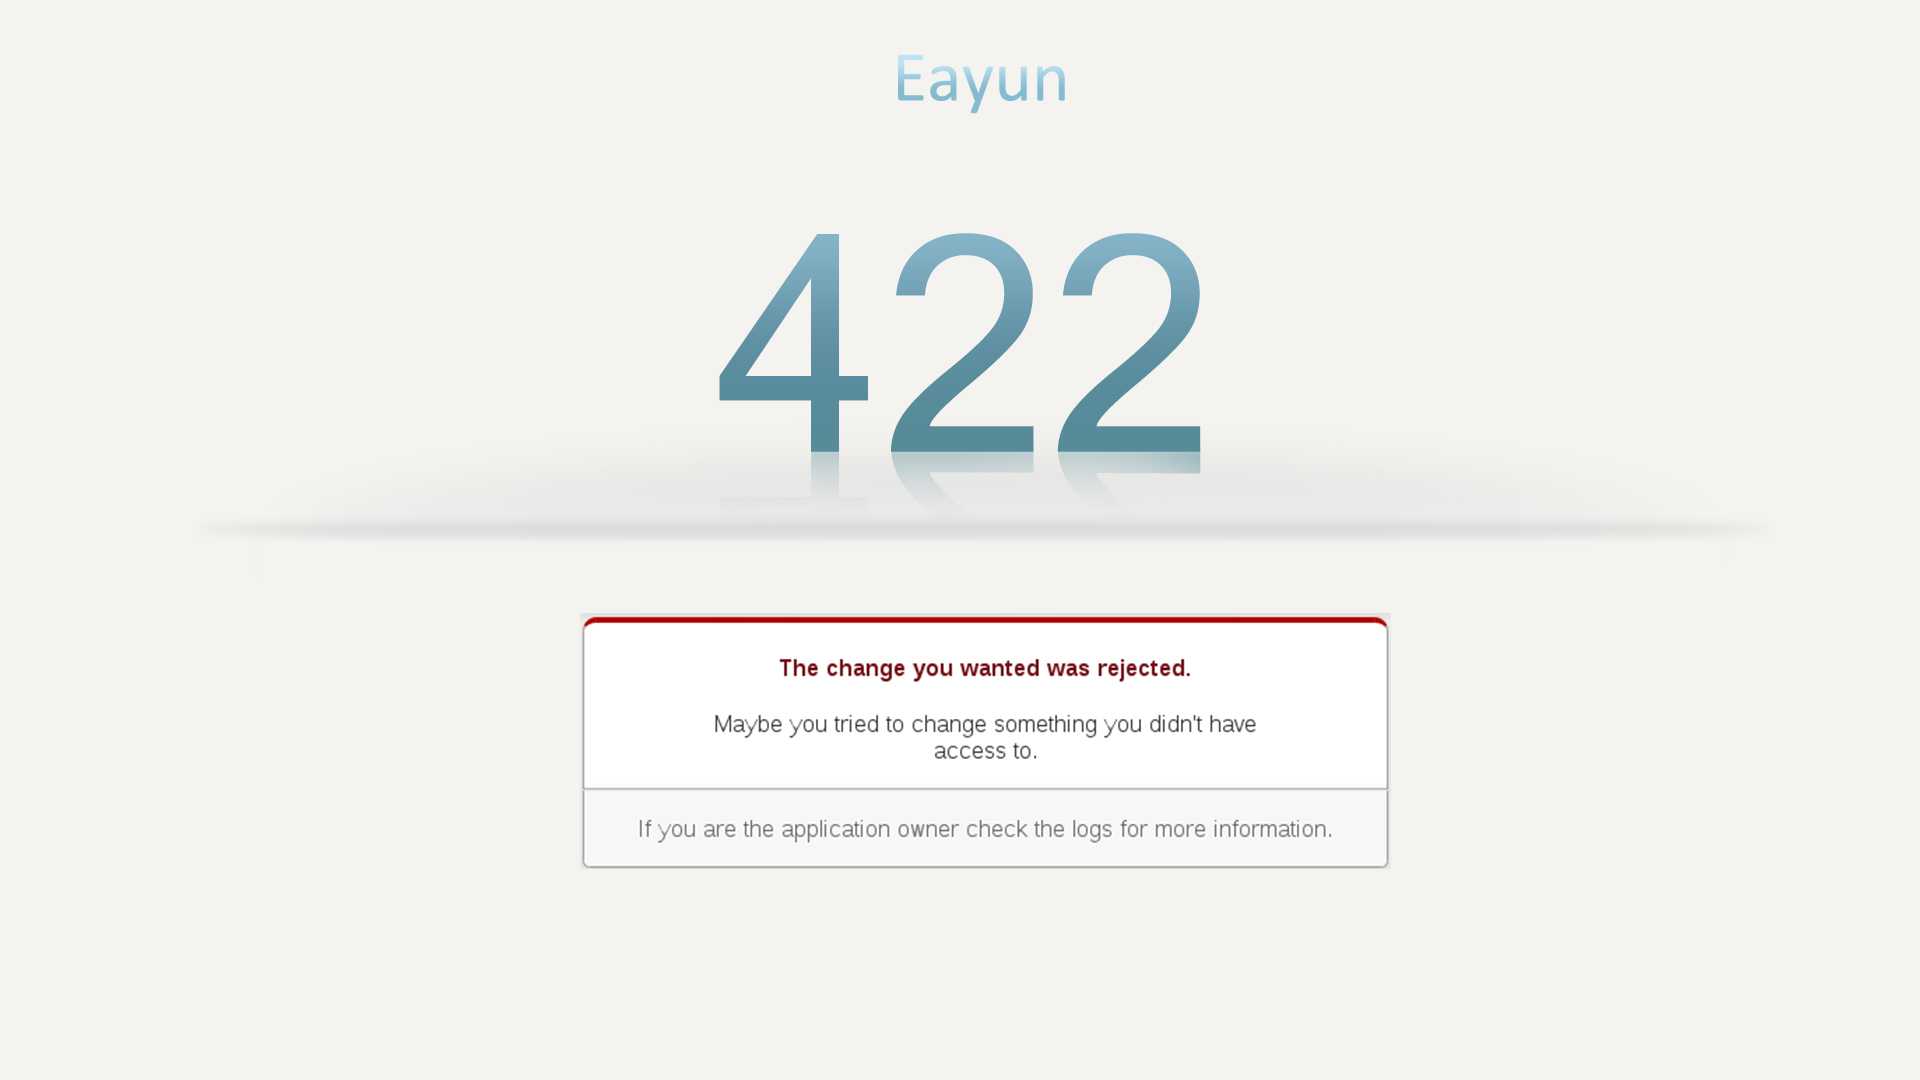 Eayun
422
The change you wanted was rejected.
Maybe you tried to change something you didn't have
access to.
If you are the application owner check the logs for more information.